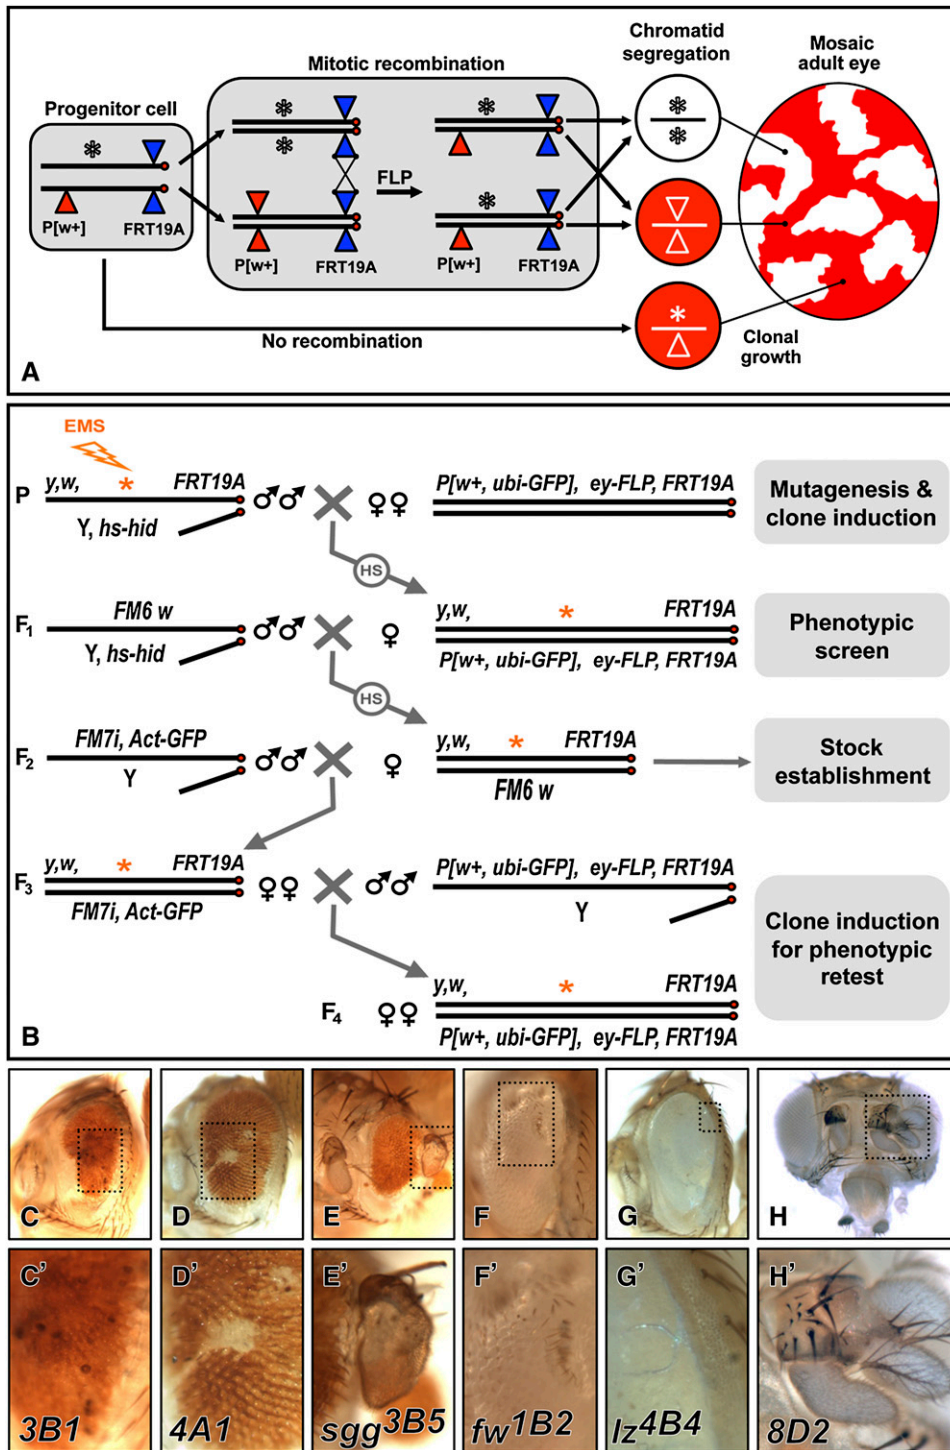 Progenitor cell
P[w+]
FRT19A
Mitotic recombination
P[w+]
FRT19A
FLP
P[w+]
FRT19A
Chromatid
segregation
Mosaic
adult eye
No recombination
Clonal
growth
A
EMS
P
y,w,
*
FRT19A
Y, hs-hid
♂♂
♀♀
P[w+, ubi-GFP], ey-FLP, FRT19A
Mutagenesis &
clone induction
HS
F1
FM6 w
Y, hs-hid
♂♂
♀
y,w,
*
FRT19A
P[w+, ubi-GFP], ey-FLP, FRT19A
Phenotypic
screen
HS
F2
FM7i, Act-GFP
Y
♂♂
♀
y,w,
*
FRT19A
FM6 w
Stock
establishment
F3
y,w,
*
FRT19A
FM7i, Act-GFP
♀♀
♂♂
P[w+, ubi-GFP], ey-FLP, FRT19A
Y
Clone induction
for phenotypic
retest
F4
♀♀
y,w,
*
FRT19A
P[w+, ubi-GFP], ey-FLP, FRT19A
B
C
D
E
F
G
H
C'
3B1
D'
4A1
E'
sgg3B5
F'
fw1B2
G'
lz4B4
H'
8D2